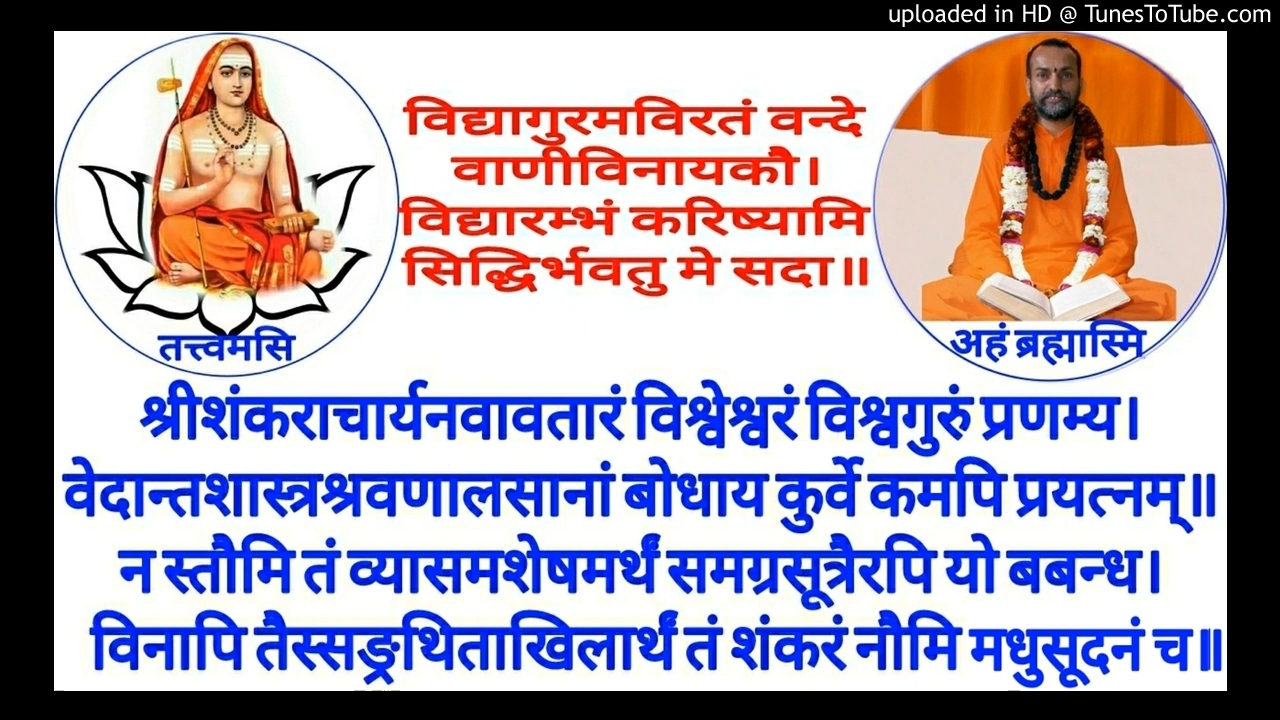 uploaded in HD @ TunesToTube.com
विद्यागुरमविरतं वन्दे
वाणीविनायकौ।
विद्यारम्भं करिष्यामि
सिद्धिर्भवतु मे सदा॥
तत्त्वमसि
अहं ब्रह्मास्मि
श्रीशंकराचार्यनवावतारं विश्वेश्वरं विश्वगुरुं प्रणम्य।
वेदान्तशास्त्रश्रवणालसानां बोधाय कुर्वे कमपि प्रयत्नम्॥
न स्तौमि तं व्यासमशेषमर्थं समग्रसूत्रैरपि यो बबन्ध।
विनापि तैस्सङ्ग्रथिताखिलार्थं तं शंकरं नौमि मधुसूदनं च॥